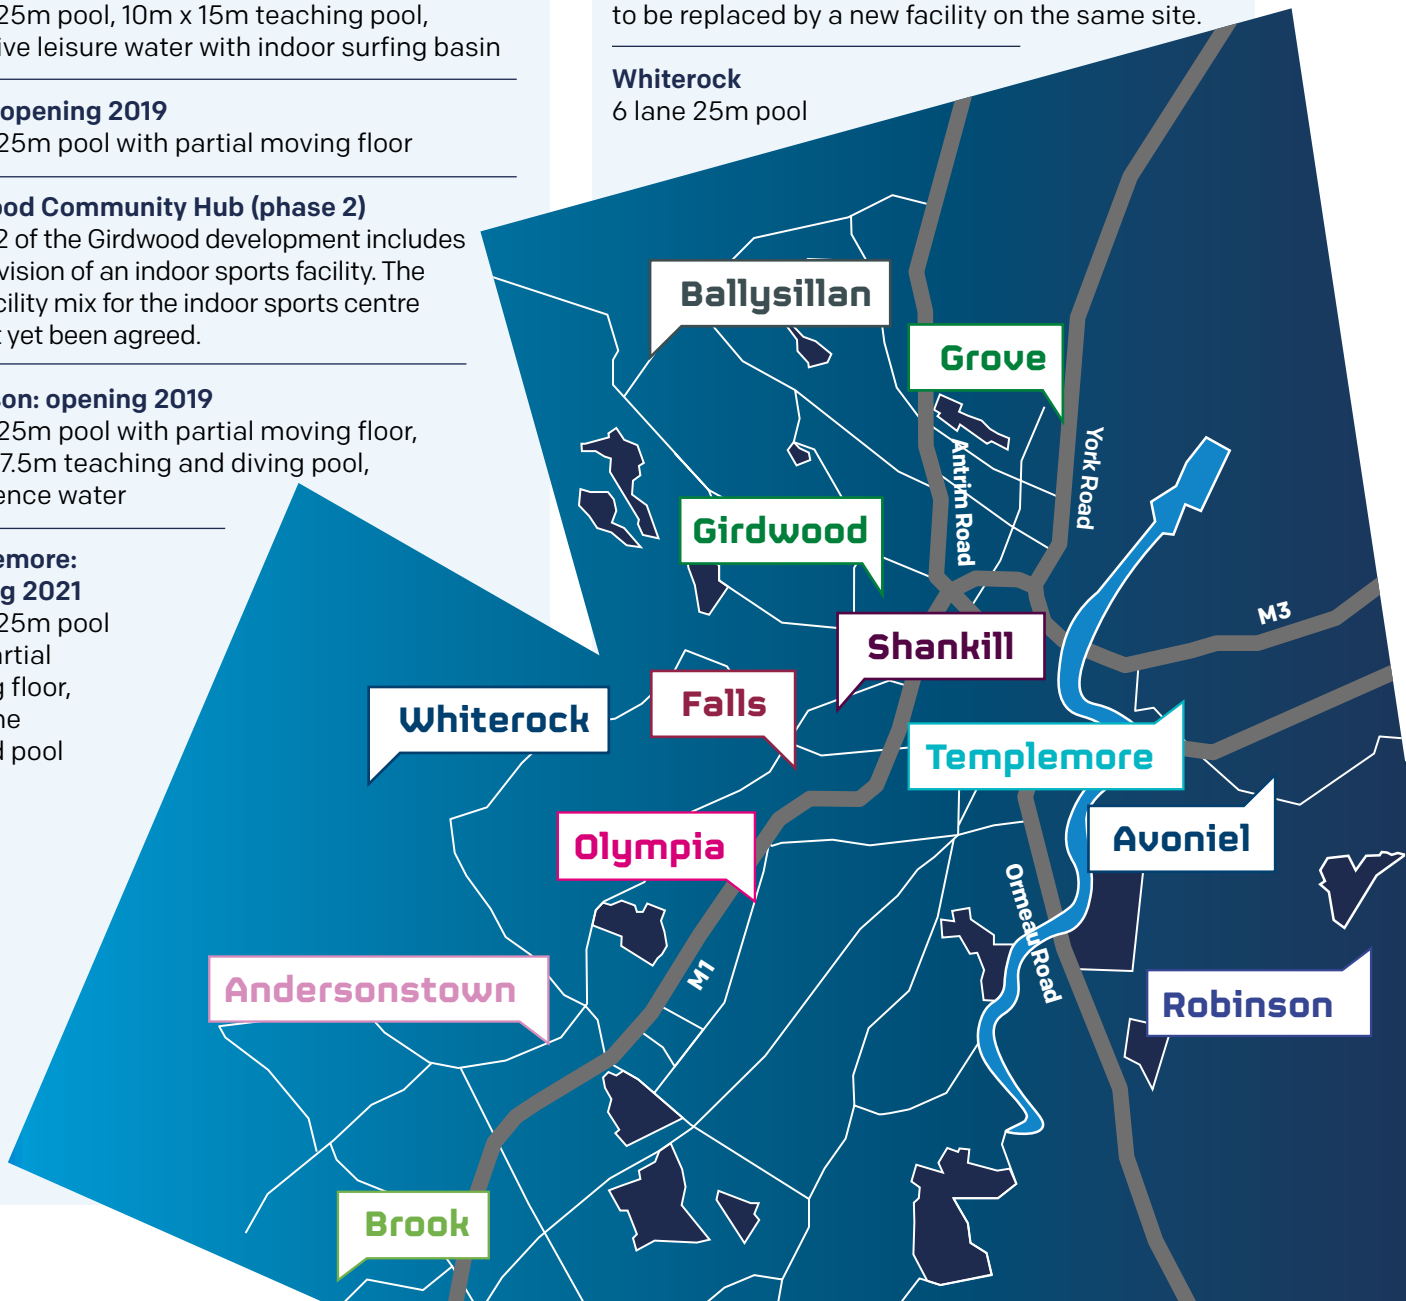 25m pool, 10m x 15m teaching pool,
ive leisure water with indoor surfing basin
opening 2019
25m pool with partial moving floor
ood Community Hub (phase 2)
2 of the Girdwood development includes
vision of an indoor sports facility. The
cility mix for the indoor sports centre
t yet been agreed.
son: opening 2019
25m pool with partial moving floor,
7.5m teaching and diving pool,
ence water
emore:
g 2021
25m pool
artial
g floor,
ne
d pool
to be replaced by a new facility on the same site.
Whiterock
6 lane 25m pool
Ballysillan
Grove
York Road
Antrim Road
Girdwood
M3
Shankill
Falls
Whiterock
Templemore
Olympia
Avoniel
Ormeau Road
M1
Andersonstown
Robinson
Brook